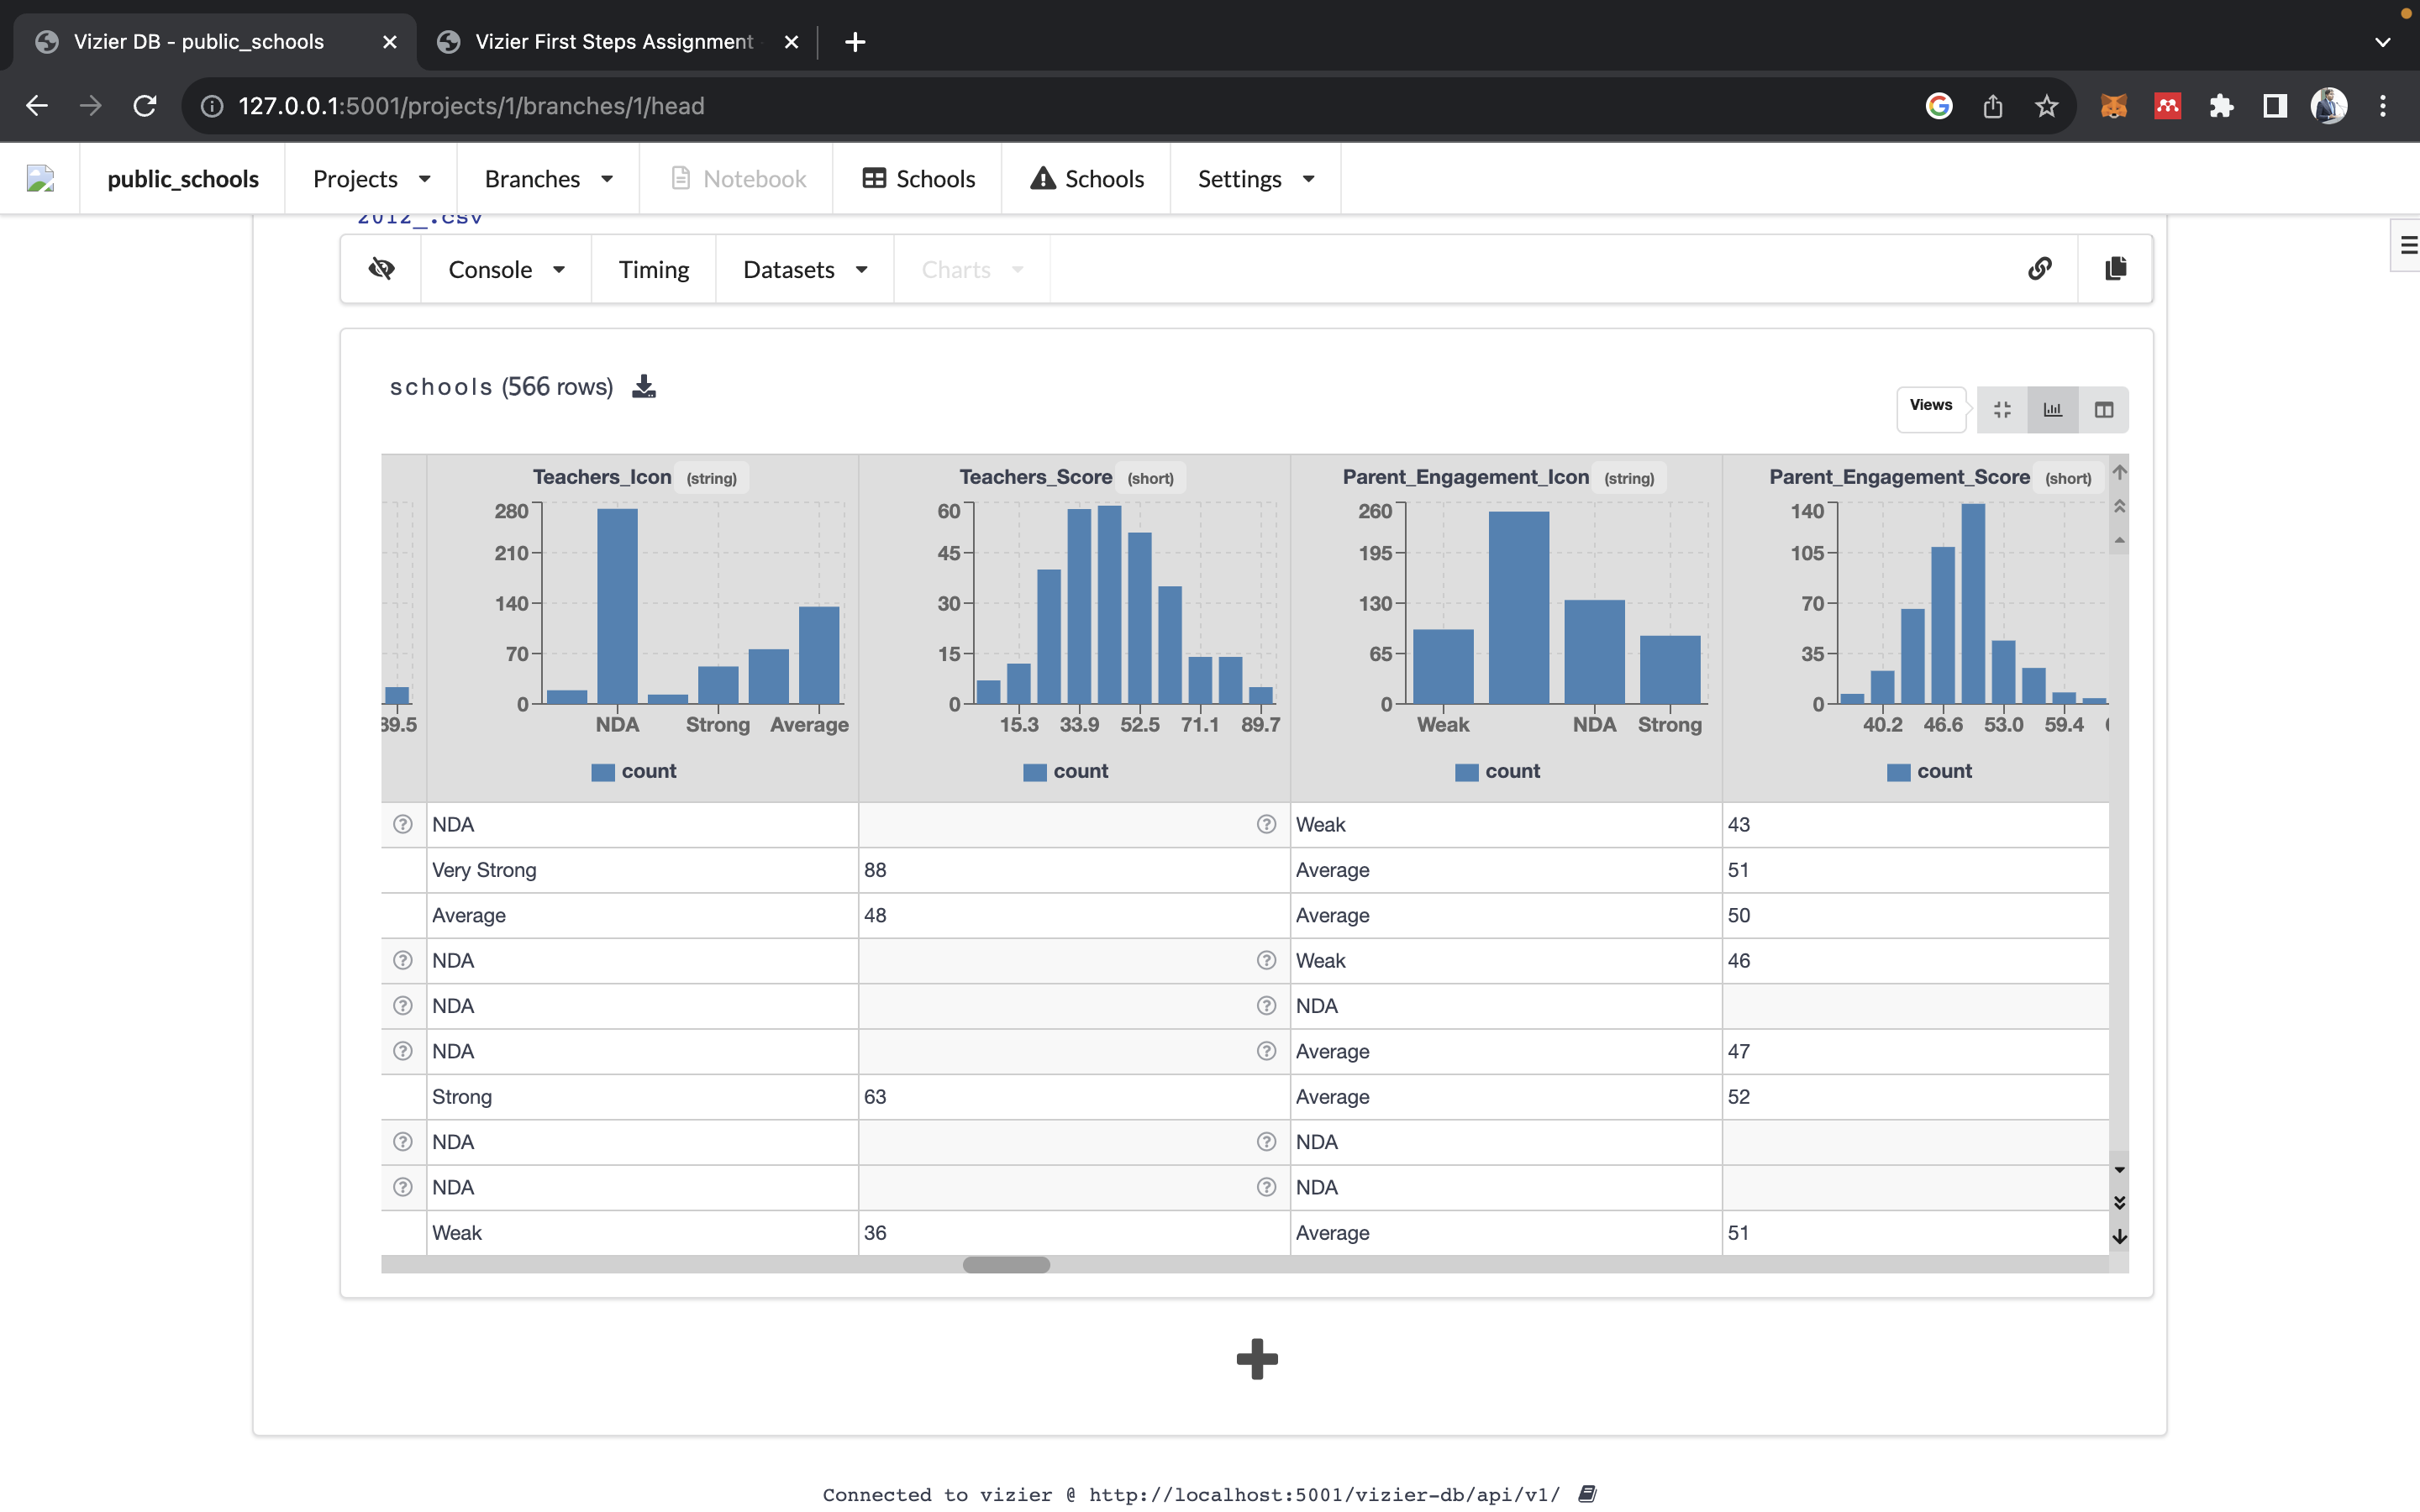 Vizier DB - public_schools
Vizier First Steps Assignment
127.0.0.1:5001/projects/1/branches/1/head
public_schools Projects Branches Notebook Schools Schools Settings
2012_.csv
Console Timing Datasets Charts
schools (566 rows)
Views
Teachers_Icon (string) Teachers_Score (short) Parent_Engagement_Icon (string) Parent_Engagement_Score (short)
280 60 260 140
210 45 195 105
140 30 130 70
70 15 65 35
0 0 0 0
89.5 NDA Strong Average 15.3 33.9 52.5 71.1 89.7 Weak NDA Strong 40.2 46.6 53.0 59.4
count count count count
NDA Weak 43
Very Strong 88 Average 51
Average 48 Average 50
NDA Weak 46
NDA NDA
NDA Average 47
Strong 63 Average 52
NDA NDA
NDA NDA
Weak 36 Average 51
Connected to vizier @ http://localhost:5001/vizier-db/api/v1/